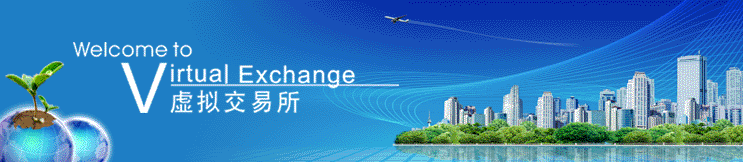 Welcome to
Virtual Exchange
虚拟交易所